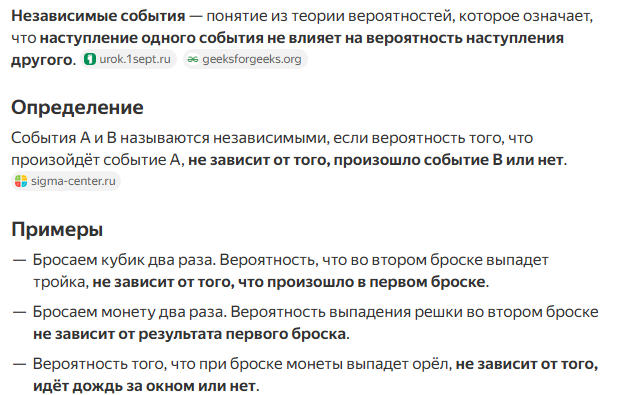 Независимые события — понятие из теории вероятностей, которое означает,
что наступление одного события не влияет на вероятность наступления
другого. urok.1sept.ru geeksforgeeks.org
Определение
События A и B называются независимыми, если вероятность того, что
произойдёт событие A, не зависит от того, произошло событие B или нет.
sigma-center.ru
Примеры
— Бросаем кубик два раза. Вероятность, что во втором броске выпадет
тройка, не зависит от того, что произошло в первом броске.
— Бросаем монету два раза. Вероятность выпадения решки во втором броске
не зависит от результата первого броска.
— Вероятность того, что при броске монеты выпадет орёл, не зависит от того,
идёт дождь за окном или нет.